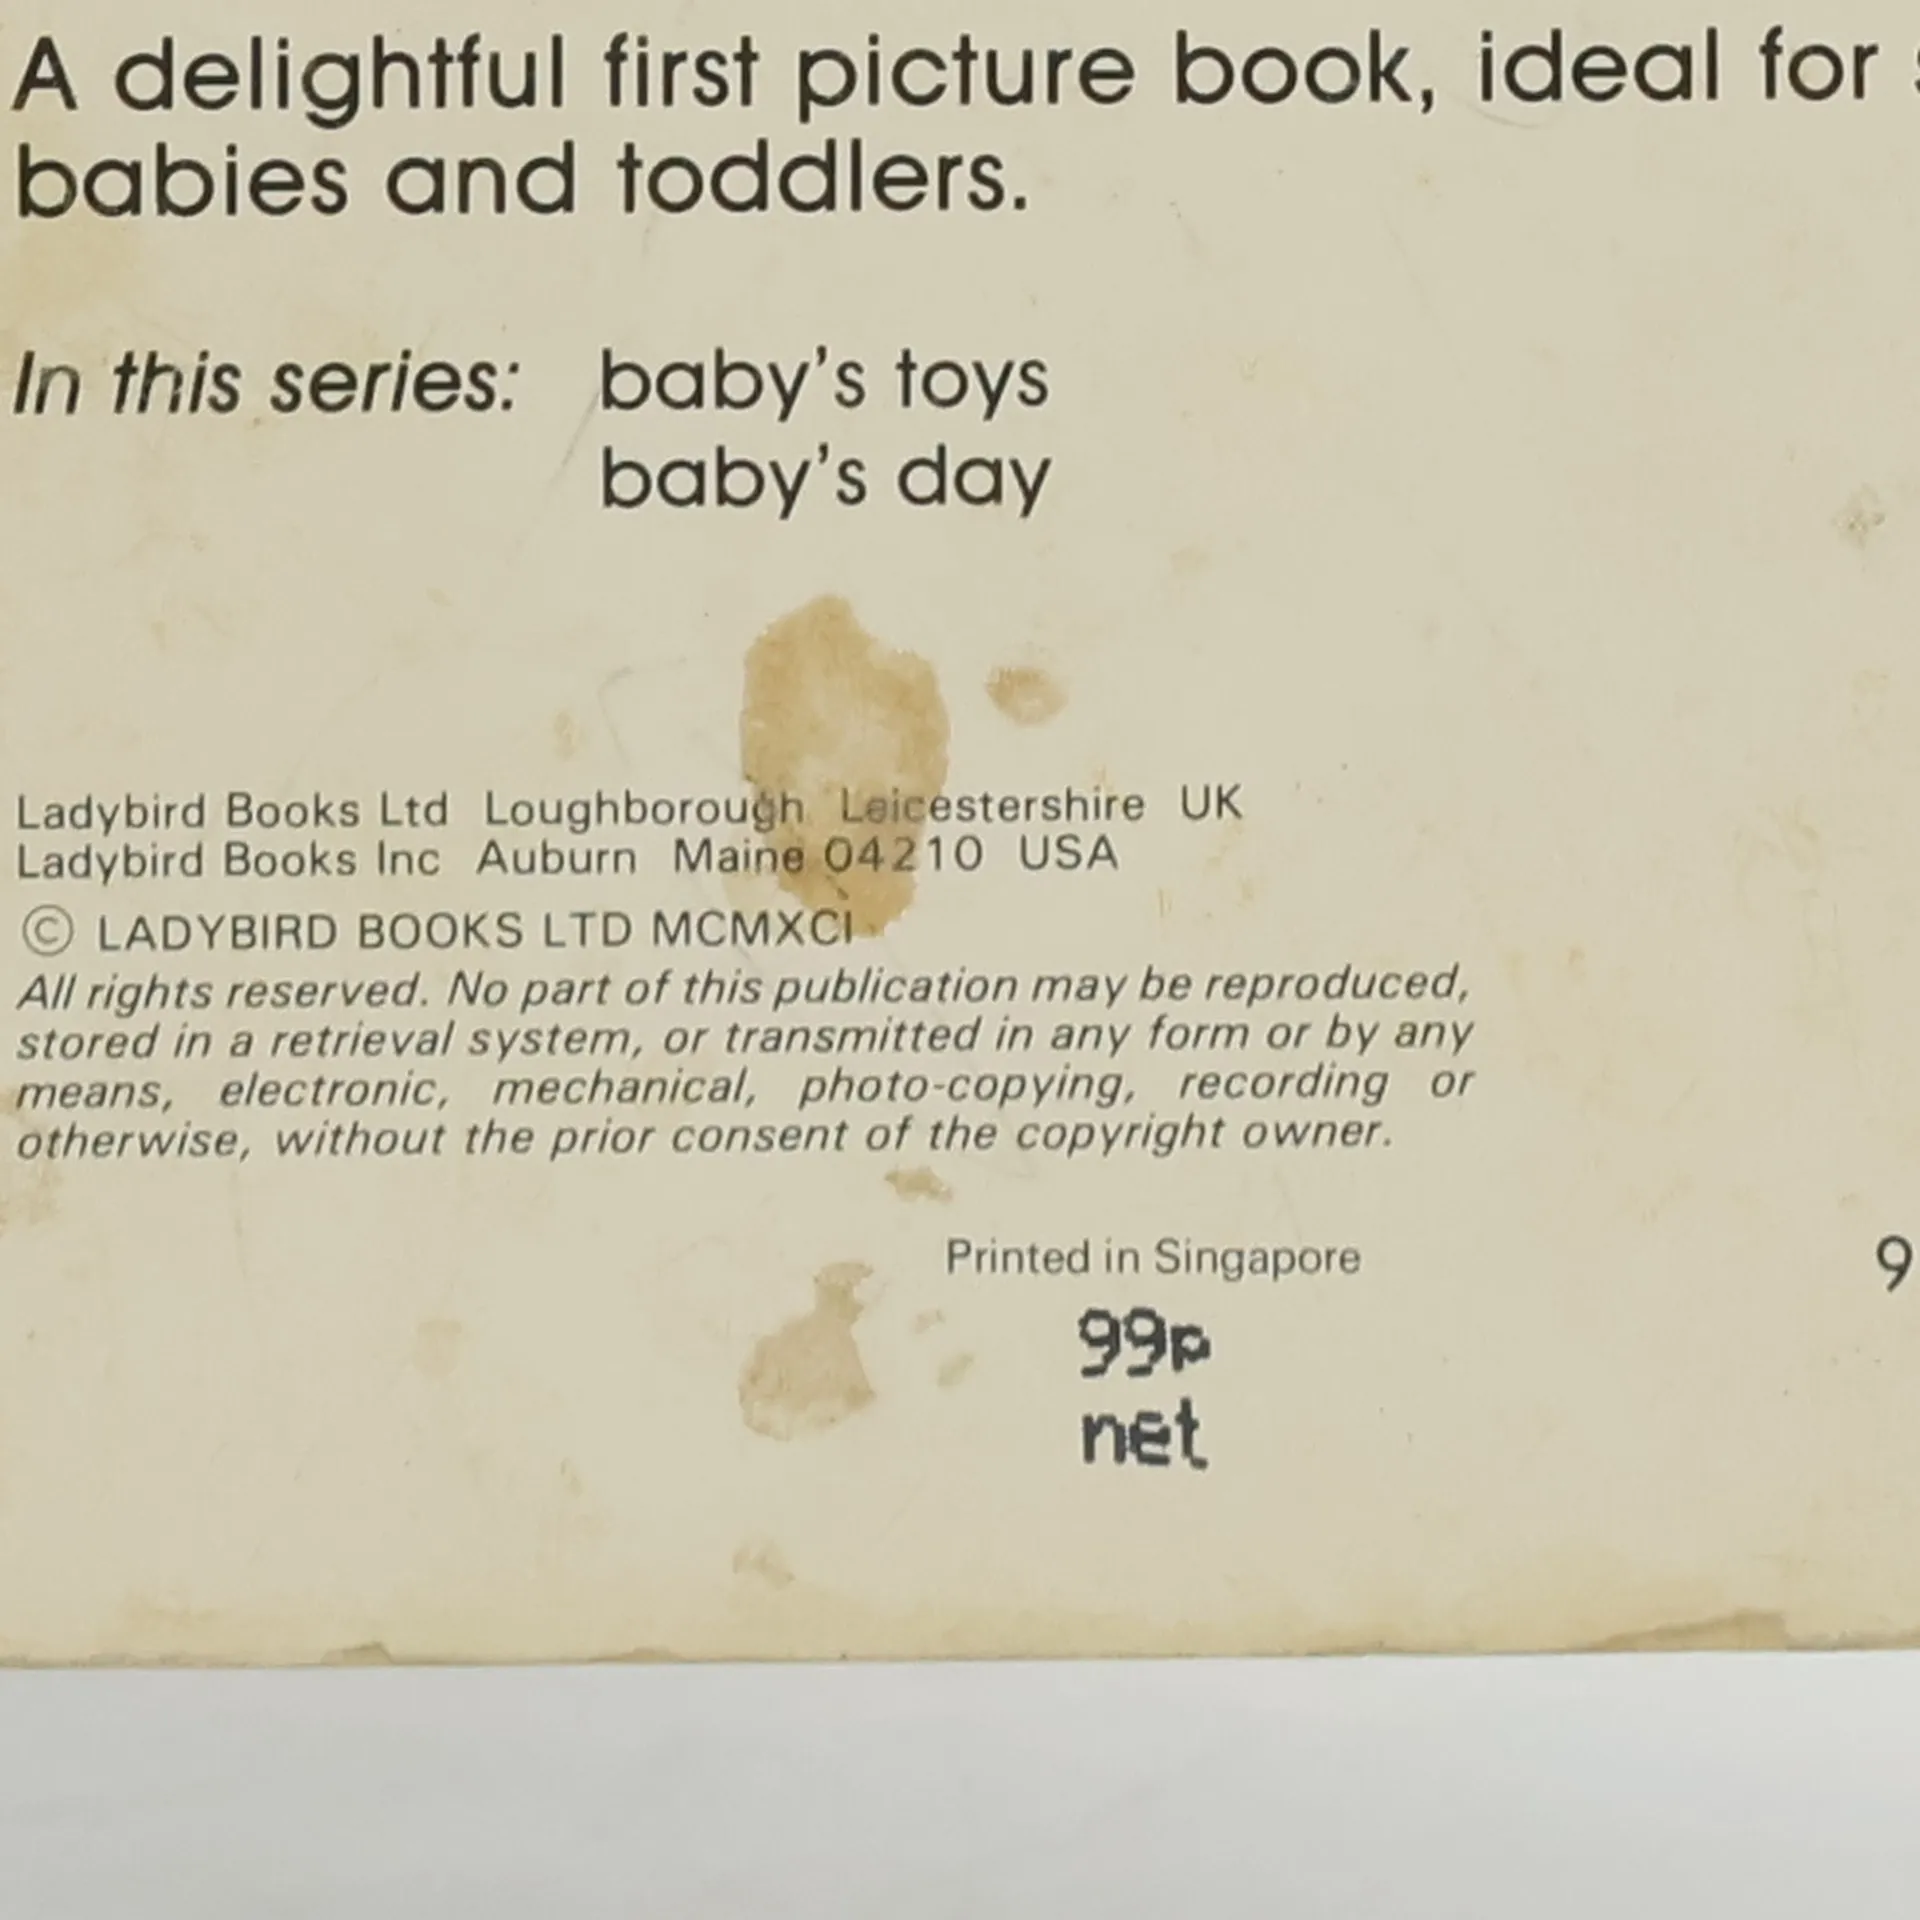 A delightful first picture book, ideal for
babies and toddlers.
In this series: baby's toys
baby's day
Ladybird Books Ltd Loughborough Leicestershire UK
Ladybird Books Inc Auburn Maine 04210 USA
© LADYBIRD BOOKS LTD MCMXCI
All rights reserved. No part of this publication may be reproduced,
stored in a retrieval system, or transmitted in any form or by any
means, electronic, mechanical, photo-copying, recording or
otherwise, without the prior consent of the copyright owner.
Printed in Singapore
9
99p
net